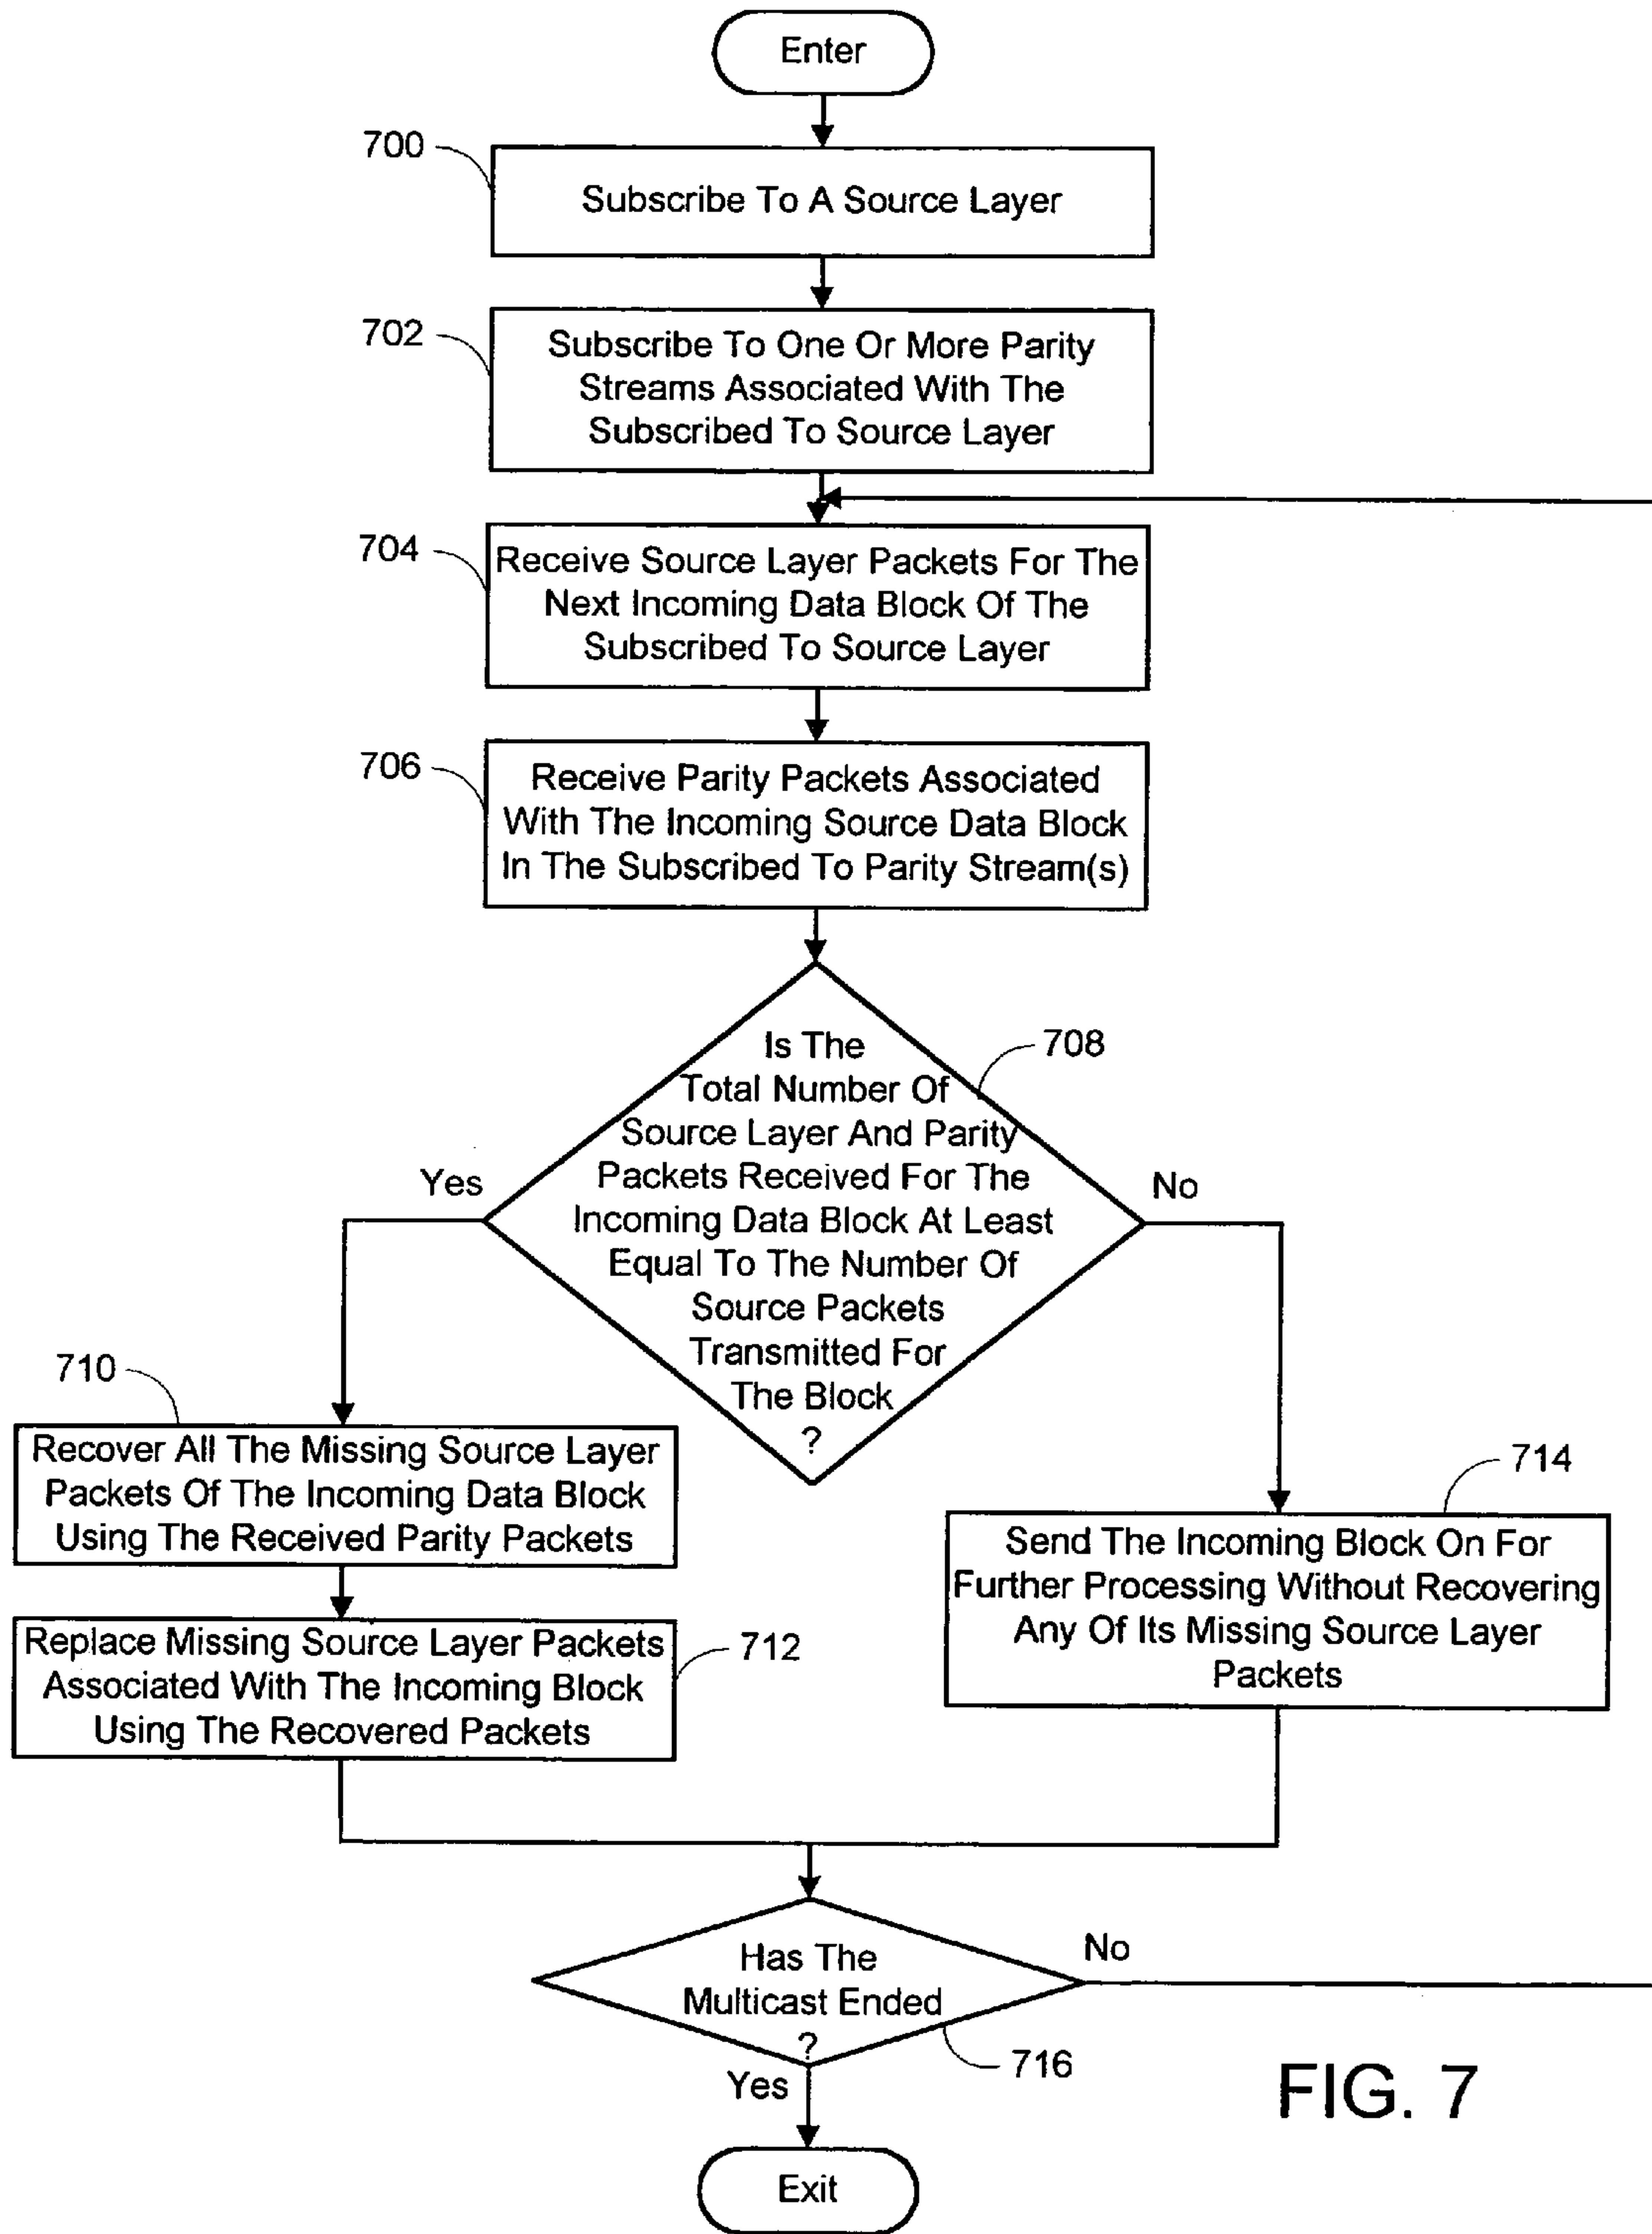 Enter
700
Subscribe To A Source Layer
702
Subscribe To One Or More Parity
Streams Associated With The
Subscribed To Source Layer
704
Receive Source Layer Packets For The
Next Incoming Data Block Of The
Subscribed To Source Layer
706
Receive Parity Packets Associated
With The Incoming Source Data Block
In The Subscribed To Parity Stream(s)
708
Is The
Total Number Of
Source Layer And Parity
Packets Received For The
Incoming Data Block At Least
Equal To The Number Of
Source Packets
Transmitted For
The Block
?
Yes
No
710
Recover All The Missing Source Layer
Packets Of The Incoming Data Block
Using The Received Parity Packets
712
Replace Missing Source Layer Packets
Associated With The Incoming Block
Using The Recovered Packets
714
Send The Incoming Block On For
Further Processing Without Recovering
Any Of Its Missing Source Layer
Packets
Has The
Multicast Ended
?
No
716
Yes
Exit
FIG. 7